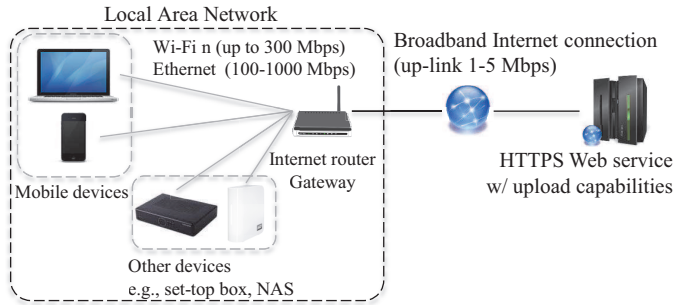 Local Area Network
Wi-Fi n (up to 300 Mbps)
Ethernet (100-1000 Mbps)
Broadband Internet connection
(up-link 1-5 Mbps)
Internet router
Gateway
HTTPS Web service
w/ upload capabilities
Mobile devices
Other devices
e.g., set-top box, NAS